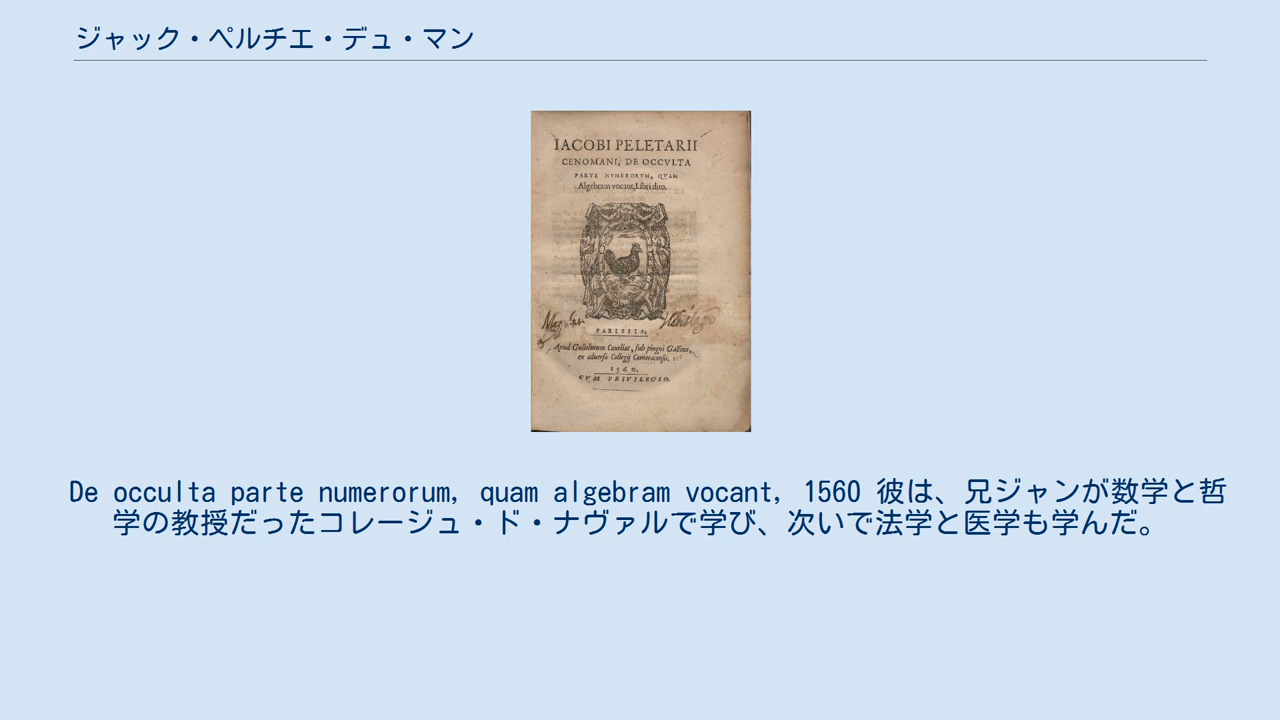 ジャック・ペルチエ・デュ・マン
IACOBI PELETARII
CENOMANI, DE OCCVLTA
PARTE NVMERORVM, QVAM
Algebram vocant, Libri duo.
PARISIIS,
Apud Gulielmum Cauellat, sub pingui Gallina,
ex aduerso Collegij Cameracensis.
1560.
CVM PRIVILEGIO.
De occulta parte numerorum, quam algebram vocant, 1560 彼は、兄ジャンが数学と哲
学の教授だったコレージュ・ド・ナヴァルで学び、次いで法学と医学も学んだ。